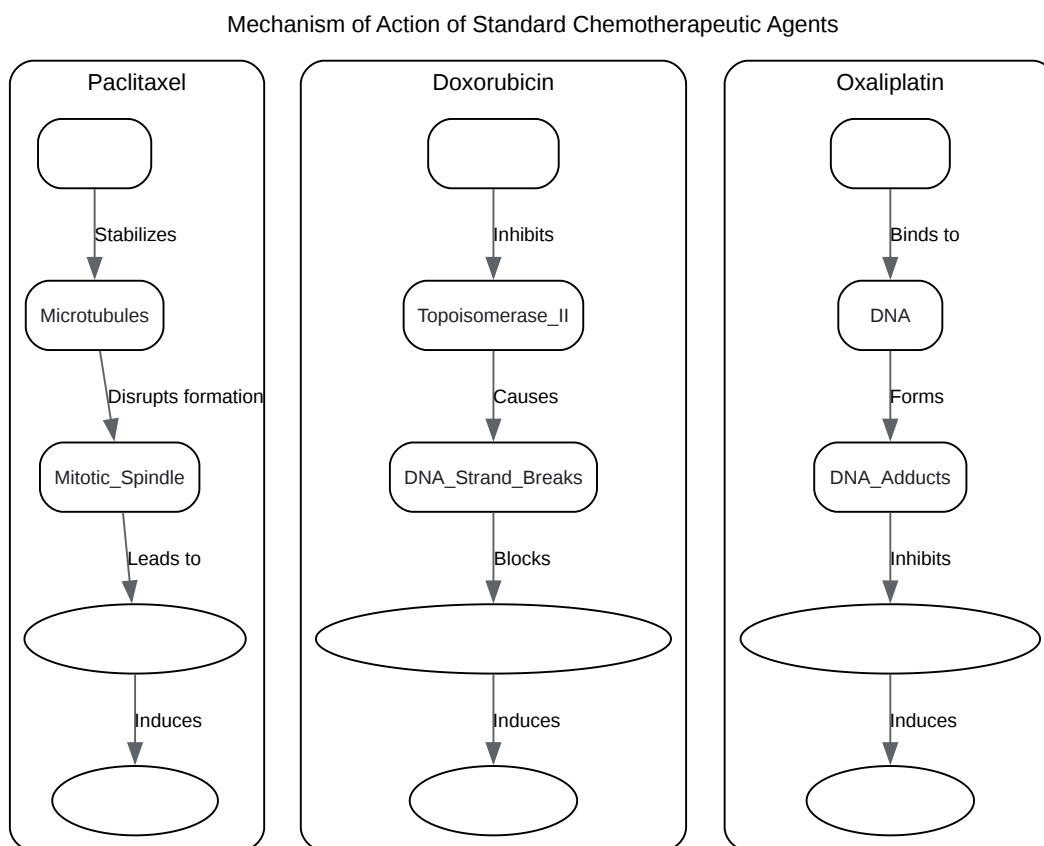 Mechanism of Action of Standard Chemotherapeutic Agents
Paclitaxel
Stabilizes
Microtubules
Disrupts formation
Mitotic_Spindle
Leads to
Induces
Doxorubicin
Inhibits
Topoisomerase_II
Causes
DNA_Strand_Breaks
Blocks
Induces
Oxaliplatin
Binds to
DNA
Forms
DNA_Adducts
Inhibits
Induces